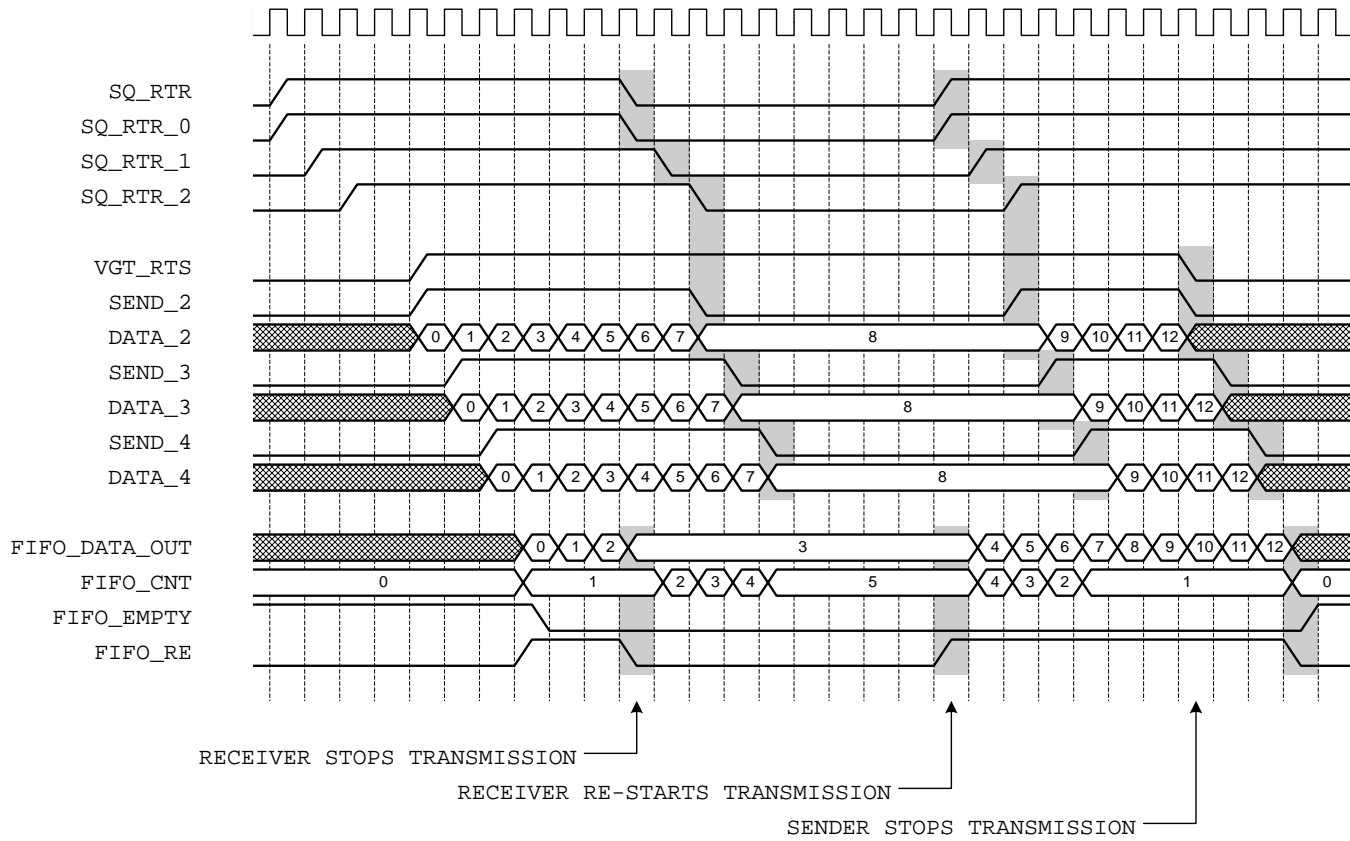 SQ_RTR
SQ_RTR_0
SQ_RTR_1
SQ_RTR_2
VGT_RTS
SEND_2
DATA_2 0 1 2 3 4 5 6 7 8 9 10 11 12
SEND_3
DATA_3 0 1 2 3 4 5 6 7 8 9 10 11 12
SEND_4
DATA_4 0 1 2 3 4 5 6 7 8 9 10 11 12
FIFO_DATA_OUT 0 1 2 3 4 5 6 7 8 9 10 11 12
FIFO_CNT 0 1 2 3 4 5 4 3 2 1 0
FIFO_EMPTY
FIFO_RE
RECEIVER STOPS TRANSMISSION
RECEIVER RE-STARTS TRANSMISSION
SENDER STOPS TRANSMISSION